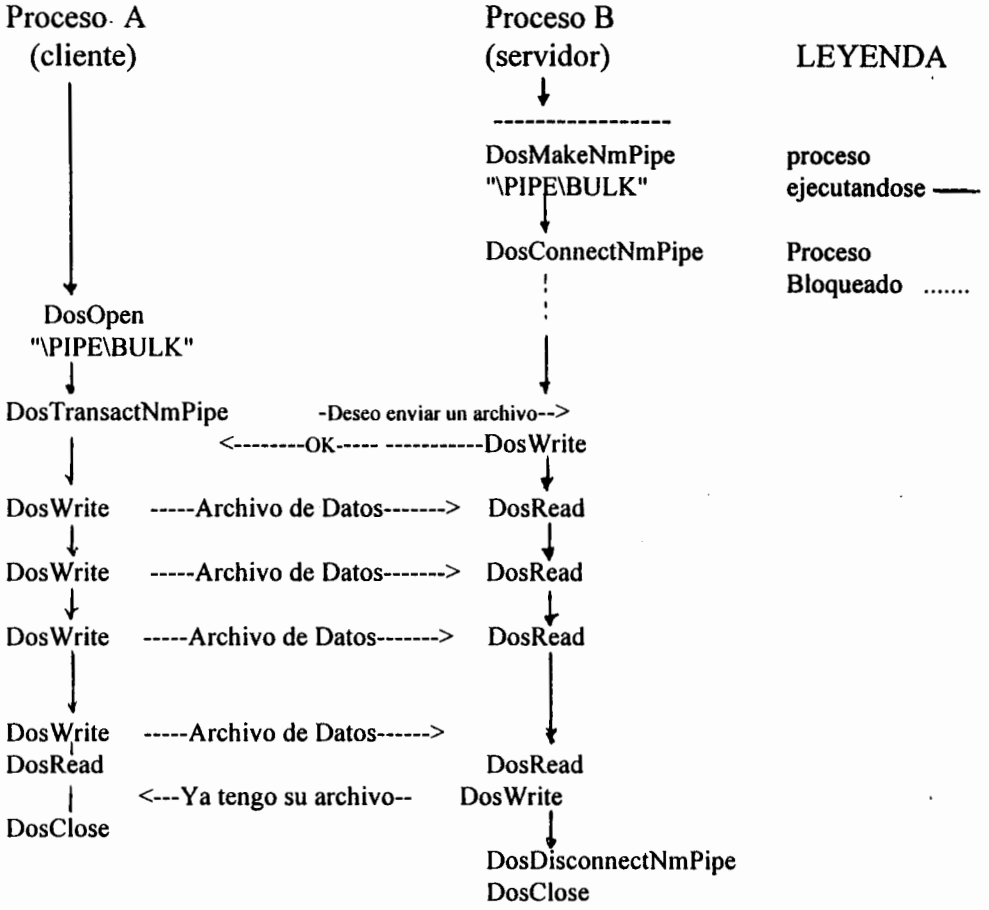 Proceso A Proceso B
(cliente) (servidor) LEYENDA
-----------------
DosMakeNmPipe proceso
"\PIPE\BULK" ejecutandose ——
DosConnectNmPipe Proceso
Bloqueado .......
DosOpen
"\PIPE\BULK"
DosTransactNmPipe -Deseo enviar un archivo-->
<--------OK----- ------------DosWrite
DosWrite -----Archivo de Datos-------> DosRead
DosWrite -----Archivo de Datos-------> DosRead
DosWrite -----Archivo de Datos-------> DosRead
DosWrite -----Archivo de Datos------>
DosRead DosRead
<---Ya tengo su archivo-- DosWrite
DosClose
DosDisconnectNmPipe
DosClose